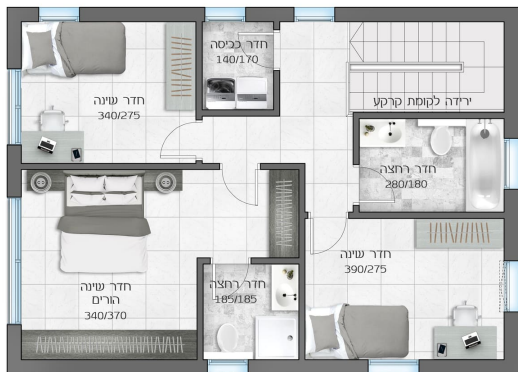 חדר כביסה
140/170
חדר שינה
340/275
ירידה לקומת קרקע
חדר רחצה
280/180
חדר שינה
390/275
חדר שינה
הורים
340/370
חדר רחצה
185/185